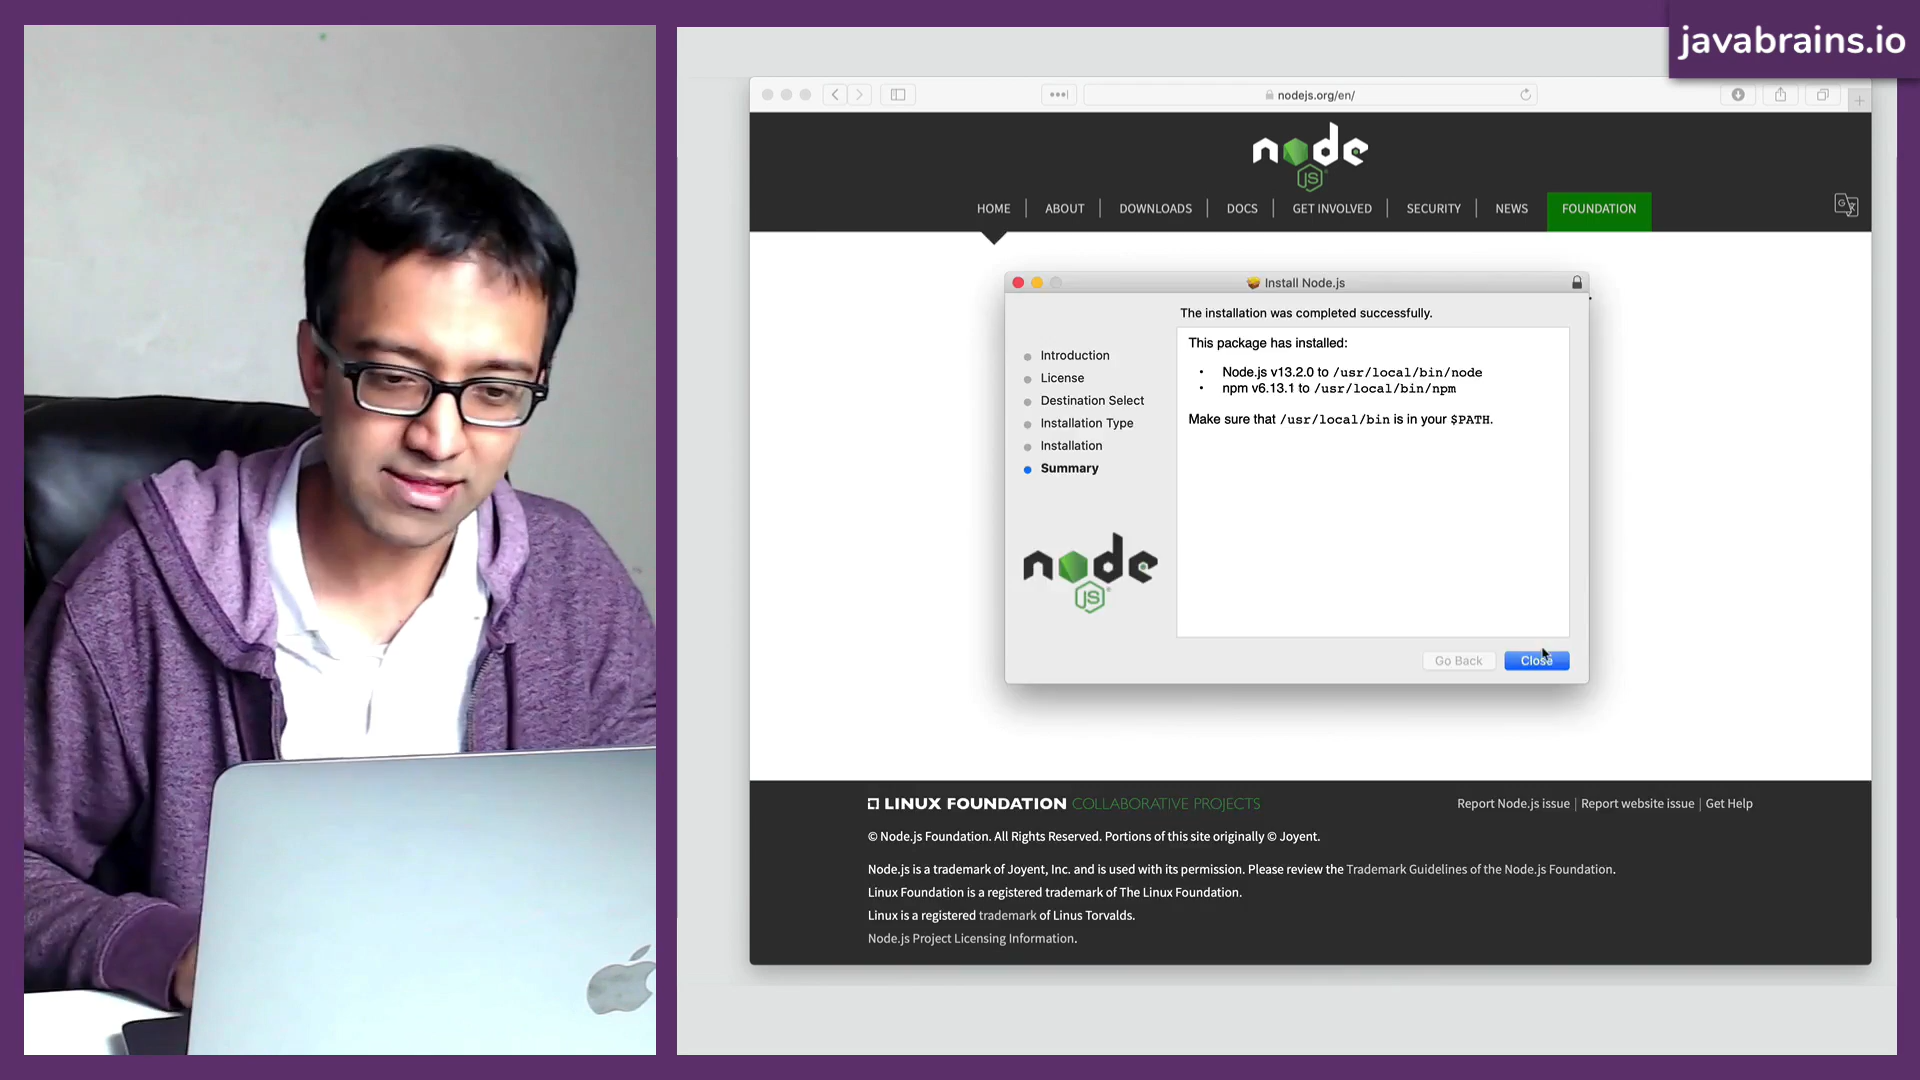 javabrains.io
nodejs.org/en/
node
JS
HOME | ABOUT | DOWNLOADS | DOCS | GET INVOLVED | SECURITY | NEWS FOUNDATION
Install Node.js
The installation was completed successfully.
Introduction
License
Destination Select
Installation Type
Installation
Summary
node
JS
This package has installed:
• Node.js v13.2.0 to /usr/local/bin/node
• npm v6.13.1 to /usr/local/bin/npm
Make sure that /usr/local/bin is in your $PATH.
Go Back
Close
LINUX FOUNDATION COLLABORATIVE PROJECTS
Report Node.js issue | Report website issue | Get Help
© Node.js Foundation. All Rights Reserved. Portions of this site originally © Joyent.
Node.js is a trademark of Joyent, Inc. and is used with its permission. Please review the Trademark Guidelines of the Node.js Foundation.
Linux Foundation is a registered trademark of The Linux Foundation.
Linux is a registered trademark of Linus Torvalds.
Node.js Project Licensing Information.